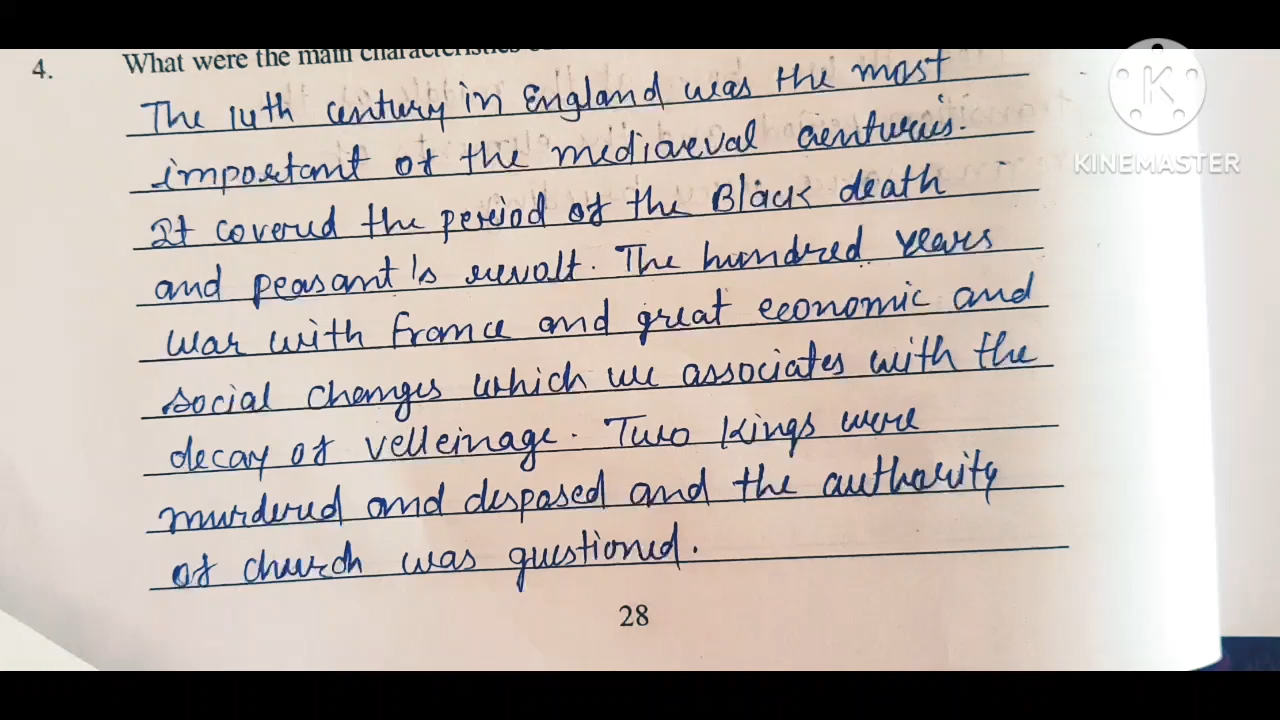 4. What were the main characteristics
The 14th century in England was the most
important of the mediaeval centuries.
It covered the period of the Black death
and peasant's revolt. The hundred years
war with france and great economic and
social changes which we associates with the
decay of velleinage. Two kings were
murdered and desposed and the authority
of church was questioned.
28
KINEMASTER